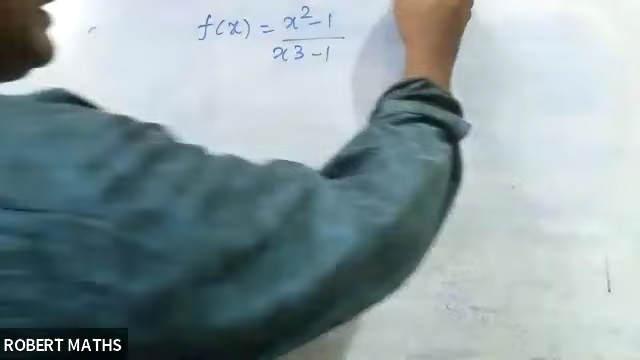 f(x) = x²-1
x3-1
ROBERT MATHS